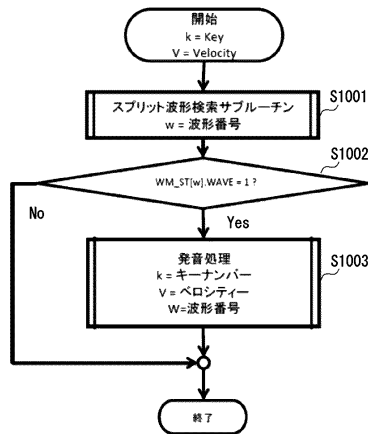 開始
k = Key
V = Velocity
スプリット波形検索サブルーチン
w = 波形番号
S1001
S1002
WM_ST[w].WAVE = 1 ?
No
Yes
発音処理
k = キーナンバー
V = ベロシティー
W=波形番号
S1003
終了